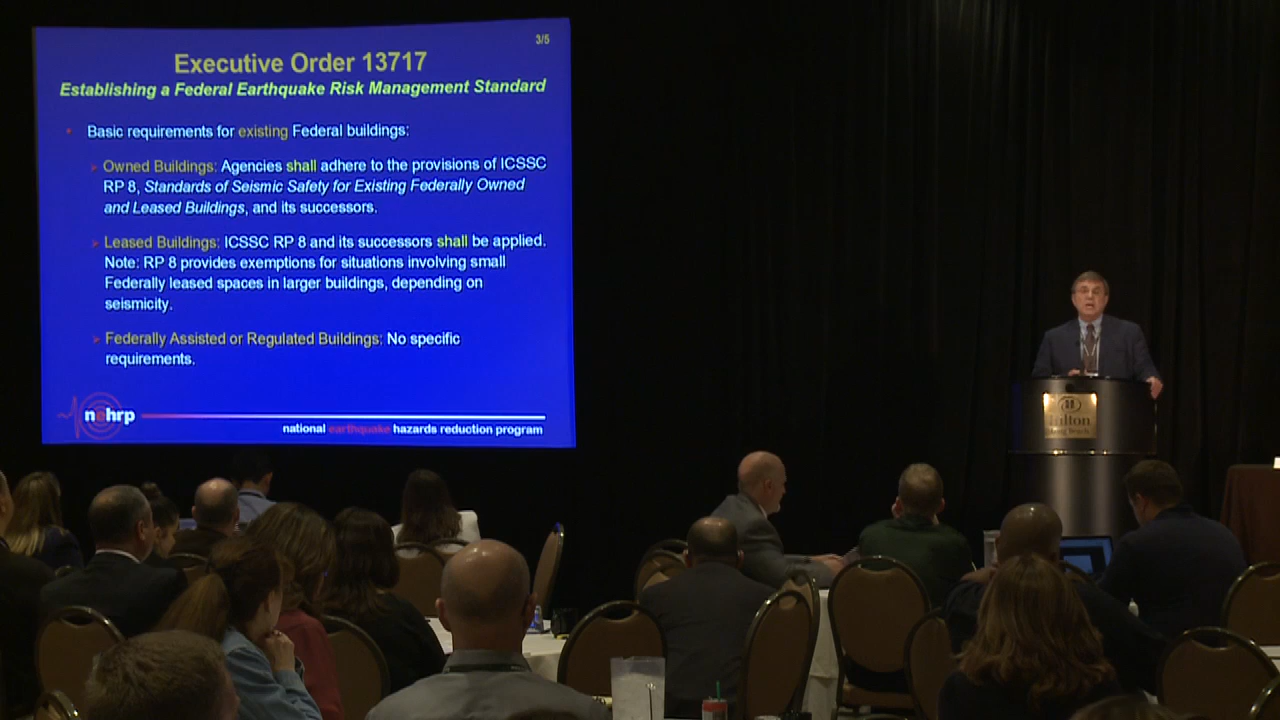 3/5
Executive Order 13717
Establishing a Federal Earthquake Risk Management Standard
• Basic requirements for existing Federal buildings:
➢ Owned Buildings: Agencies shall adhere to the provisions of ICSSC
RP 8, Standards of Seismic Safety for Existing Federally Owned
and Leased Buildings, and its successors.
➢ Leased Buildings: ICSSC RP 8 and its successors shall be applied.
Note: RP 8 provides exemptions for situations involving small
Federally leased spaces in larger buildings, depending on
seismicity.
➢ Federally Assisted or Regulated Buildings: No specific
requirements.
nehrp
national earthquake hazards reduction program
Hilton
Long Beach